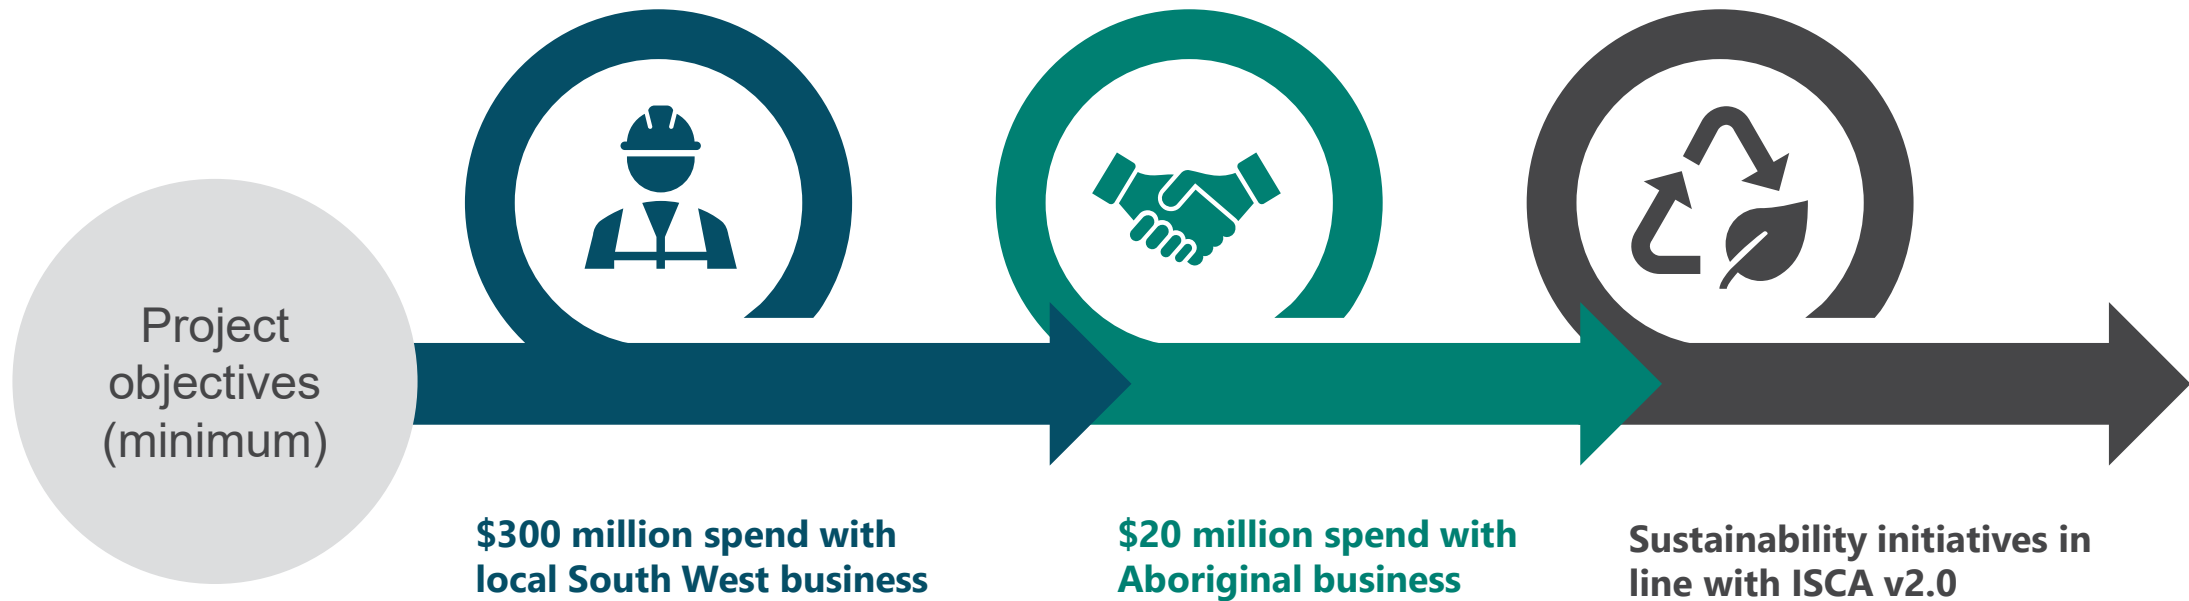 Project
objectives
(minimum)
$300 million spend with
local South West business
$20 million spend with
Aboriginal business
Sustainability initiatives in
line with ISCA v2.0